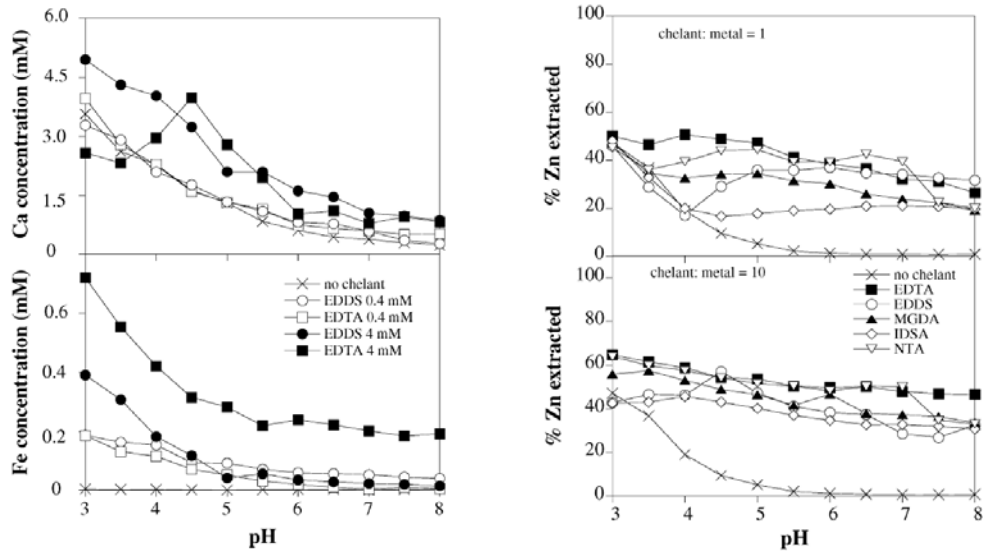 Ca concentration (mM)
6.0
4.5
3.0
1.5
0
Fe concentration (mM)
0.6
0.4
0.2
0
no chelant
EDDS 0.4 mM
EDTA 0.4 mM
EDDS 4 mM
EDTA 4 mM
3 4 5 6 7 8
pH
% Zn extracted
100
80
60
40
20
0
chelant: metal = 1
% Zn extracted
100
80
60
40
20
0
chelant: metal = 10
no chelant
EDTA
EDDS
MGDA
IDSA
NTA
3 4 5 6 7 8
pH